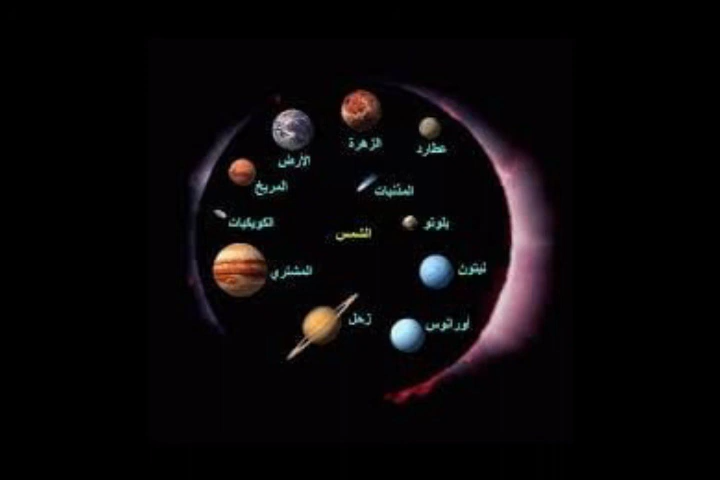 عطارد
الزهرة
الأرض
المريخ
المذنبات
الكويكبات
بلوتو
الشمس
المشتري
نبتون
زحل
أورانوس